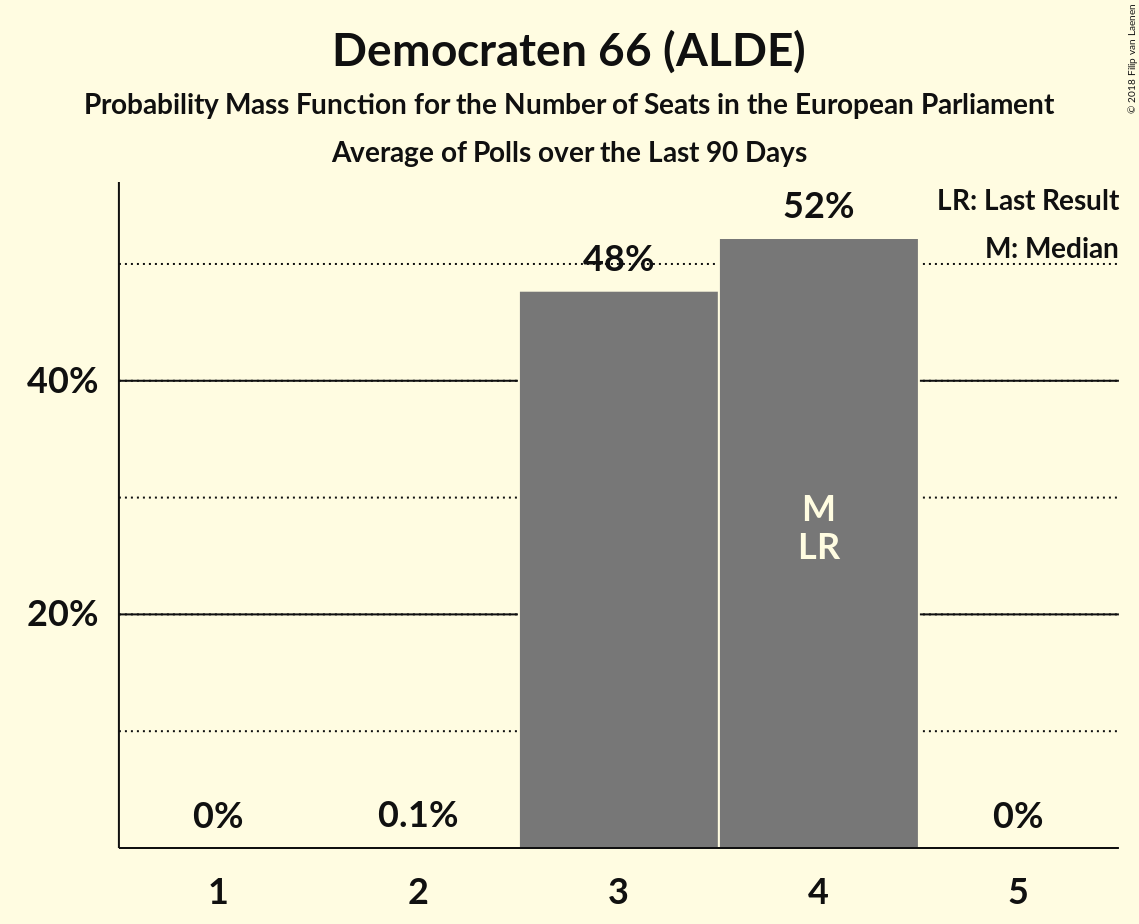 Democraten 66 (ALDE)
Probability Mass Function for the Number of Seats in the European Parliament
Average of Polls over the Last 90 Days
© 2018 Filip van Laenen
LR: Last Result
M: Median
52%
48%
40%
20%
M
LR
0%
0.1%
0%
1
2
3
4
5